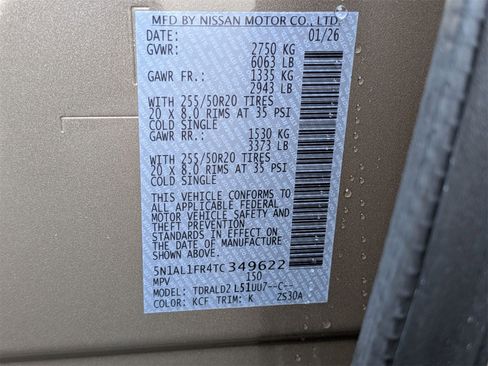 MFD BY NISSAN MOTOR CO., LTD.
DATE: 01/26
GVWR: 2750 KG
6063 LB
GAWR FR.: 1335 KG
2943 LB
WITH 255/50R20 TIRES
20 X 8.0 RIMS AT 35 PSI
COLD SINGLE
GAWR RR.: 1530 KG
3373 LB
WITH 255/50R20 TIRES
20 X 8.0 RIMS AT 35 PSI
COLD SINGLE
THIS VEHICLE CONFORMS TO
ALL APPLICABLE FEDERAL
MOTOR VEHICLE SAFETY AND
THEFT PREVENTION
STANDARDS IN EFFECT ON
THE DATE OF MANUFACTURE
SHOWN ABOVE
5N1AL1FR4TC349622
MPV 150
MODEL: TDRALD2 L51UU7--C--
COLOR: KCF TRIM: K ZS30A